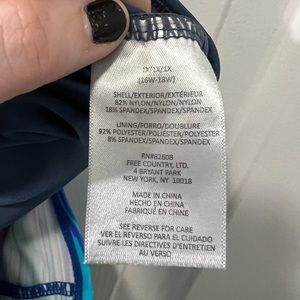 1X/1X/1X
(16W-18W)
SHELL/EXTERIOR/EXTÉRIEUR
82% NYLON/NYLON/NYLON
18% SPANDEX/SPANDEX/SPANDEX
LINING/FORRO/DOUBLURE
92% POLYESTER/POLIÉSTER/POLYESTER
8% SPANDEX/SPANDEX/SPANDEX
RN#62608
FREE COUNTRY, LTD.
4 BRYANT PARK
NEW YORK, NY 10018
MADE IN CHINA
HECHO EN CHINA
FABRIQUÉ EN CHINE
SEE REVERSE FOR CARE
VER EL REVERSO PARA EL CUIDADO
SUIVRE LES DIRECTIVES D'ENTRETIEN
AU VERSO